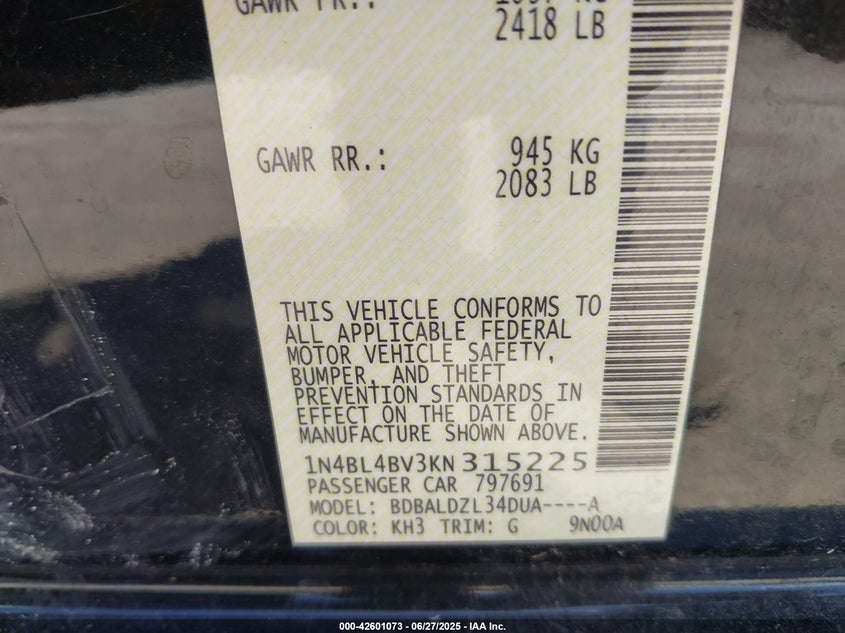 GAWR FR.:
2418 LB
GAWR RR.: 945 KG
2083 LB
THIS VEHICLE CONFORMS TO
ALL APPLICABLE FEDERAL
MOTOR VEHICLE SAFETY,
BUMPER, AND THEFT
PREVENTION STANDARDS IN
EFFECT ON THE DATE OF
MANUFACTURE SHOWN ABOVE.
1N4BL4BV3KN315225
PASSENGER CAR 797691
MODEL: BDBALDZL34DUA----A
COLOR: KH3 TRIM: G 9N00A
000-42601073 - 06/27/2025 - IAA Inc.